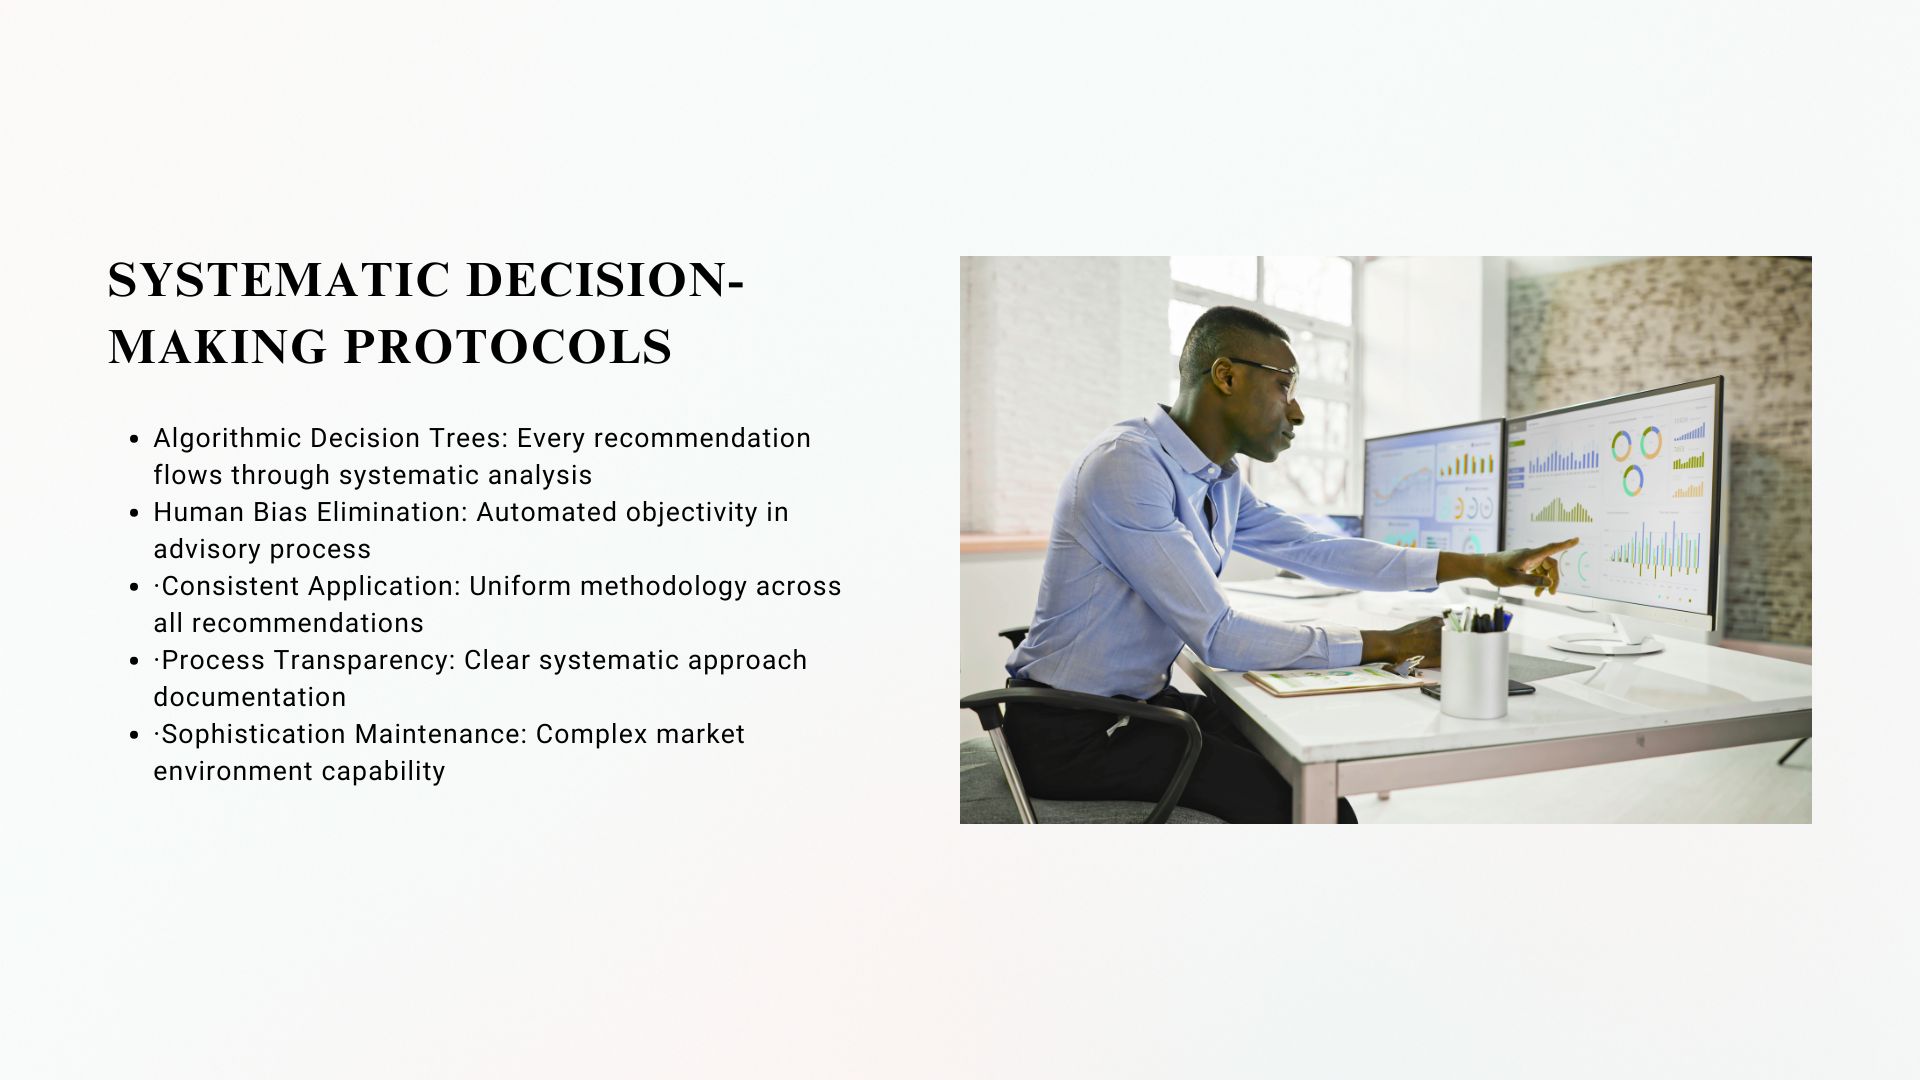 SYSTEMATIC DECISION-
MAKING PROTOCOLS
• Algorithmic Decision Trees: Every recommendation
flows through systematic analysis
• Human Bias Elimination: Automated objectivity in
advisory process
• ·Consistent Application: Uniform methodology across
all recommendations
• ·Process Transparency: Clear systematic approach
documentation
• ·Sophistication Maintenance: Complex market
environment capability